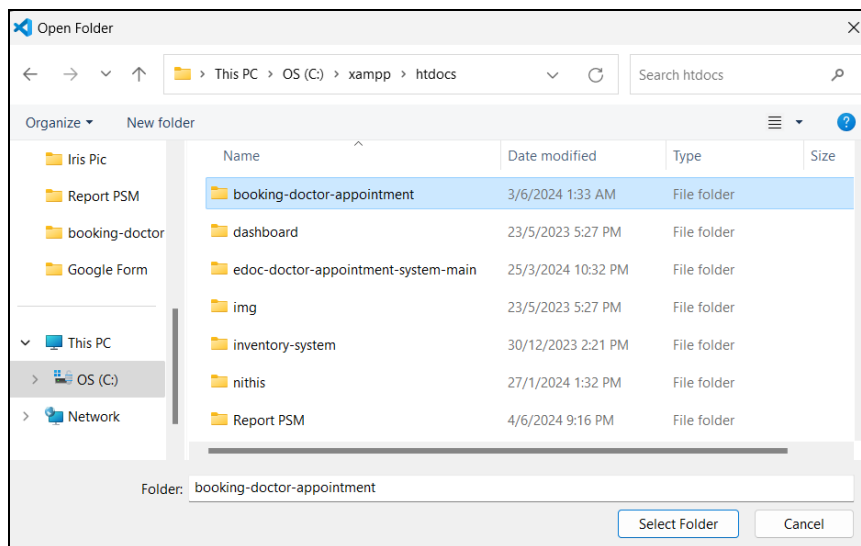 Open Folder
This PC > OS (C:) > xampp > htdocs
Search htdocs
Organize
New folder
Iris Pic
Report PSM
booking-doctor
Google Form
This PC
OS (C:)
Network
Name Date modified Type Size
booking-doctor-appointment 3/6/2024 1:33 AM File folder
dashboard 23/5/2023 5:27 PM File folder
edoc-doctor-appointment-system-main 25/3/2024 10:32 PM File folder
img 23/5/2023 5:27 PM File folder
inventory-system 30/12/2023 2:21 PM File folder
nithis 27/1/2024 1:32 PM File folder
Report PSM 4/6/2024 9:16 PM File folder
Folder: booking-doctor-appointment
Select Folder Cancel